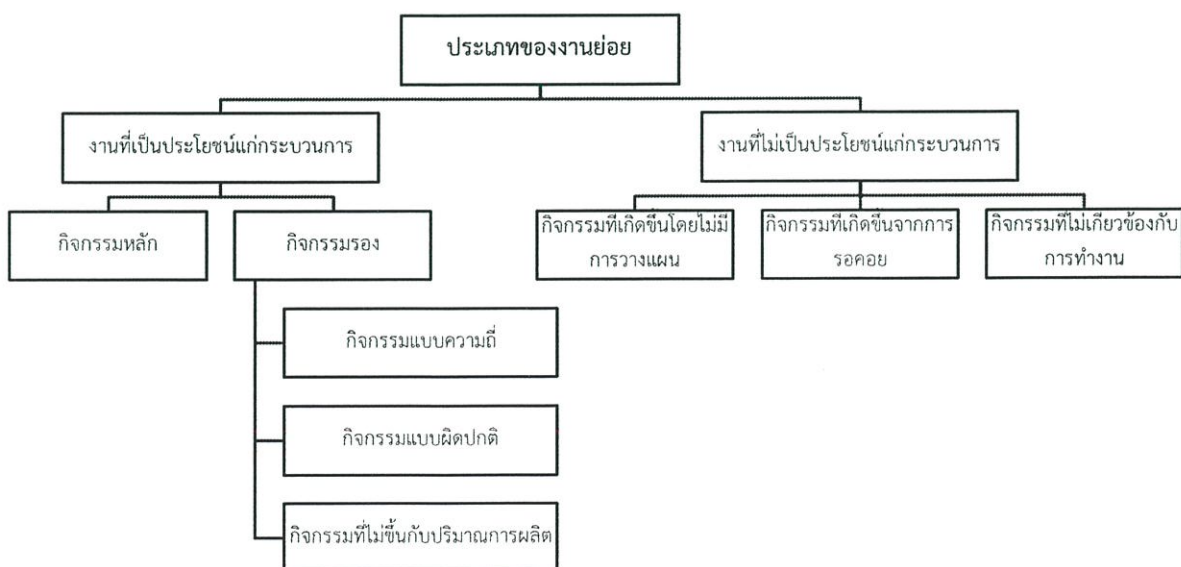 ประเภทของงานย่อย
งานที่เป็นประโยชน์แก่กระบวนการ
งานที่ไม่เป็นประโยชน์แก่กระบวนการ
กิจกรรมหลัก
กิจกรรมรอง
กิจกรรมที่เกิดขึ้นโดยไม่มี
การวางแผน
กิจกรรมที่เกิดขึ้นจากการ
รอคอย
กิจกรรมที่ไม่เกี่ยวข้องกับ
การทำงาน
กิจกรรมแบบความถี่
กิจกรรมแบบผิดปกติ
กิจกรรมที่ไม่ขึ้นกับปริมาณการผลิต